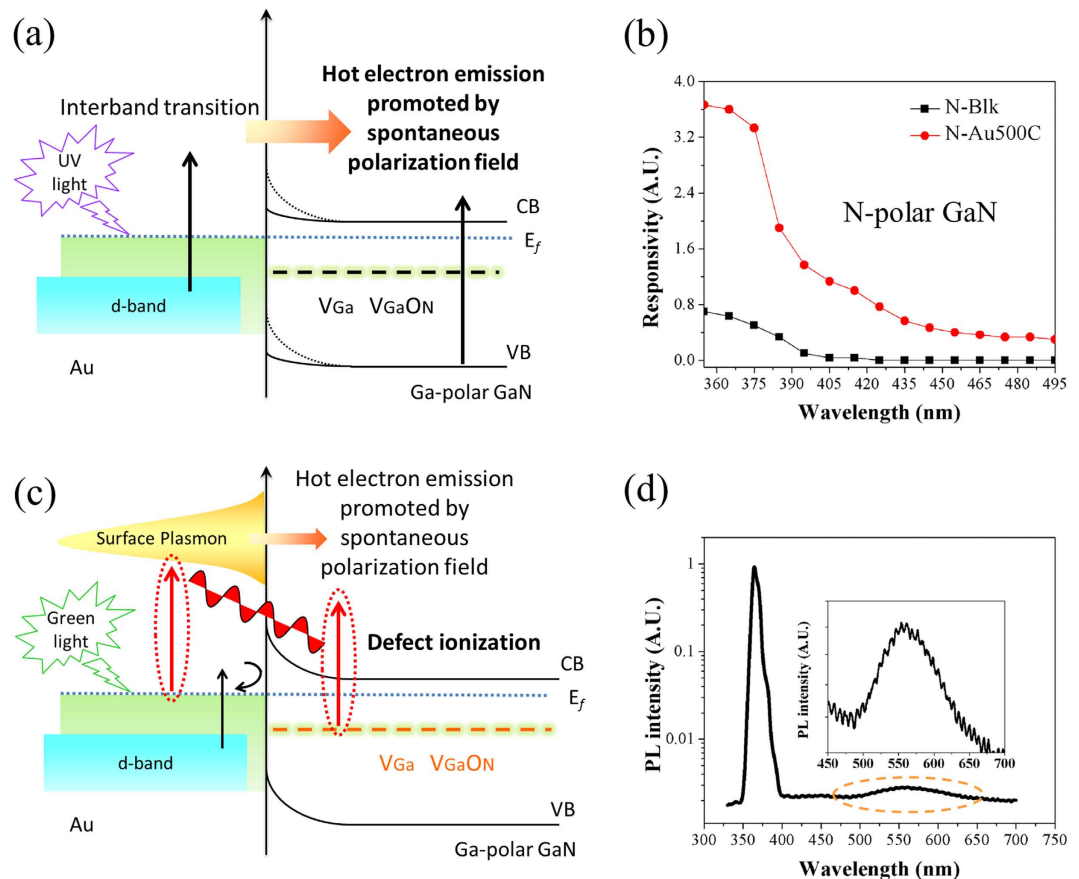 (a)
Interband transition
Hot electron emission
promoted by
spontaneous
polarization field
UV
light
CB
Ef
d-band
VGa VGaON
VB
Au
Ga-polar GaN
(b)
4.0
3.2
2.4
1.6
0.8
0.0
Responsivity (A.U.)
N-Blk
N-Au500C
N-polar GaN
360 375 390 405 420 435 450 465 480 495
Wavelength (nm)
(c)
Hot electron emission
promoted by
spontaneous
polarization field
Surface Plasmon
Green
light
Defect ionization
CB
Ef
d-band
VGa VGaON
VB
Au
Ga-polar GaN
(d)
1
0.1
0.01
PL intensity (A.U.)
PL intensity (A.U.)
450 500 550 600 650 700
300 350 400 450 500 550 600 650 700 750
Wavelength (nm)